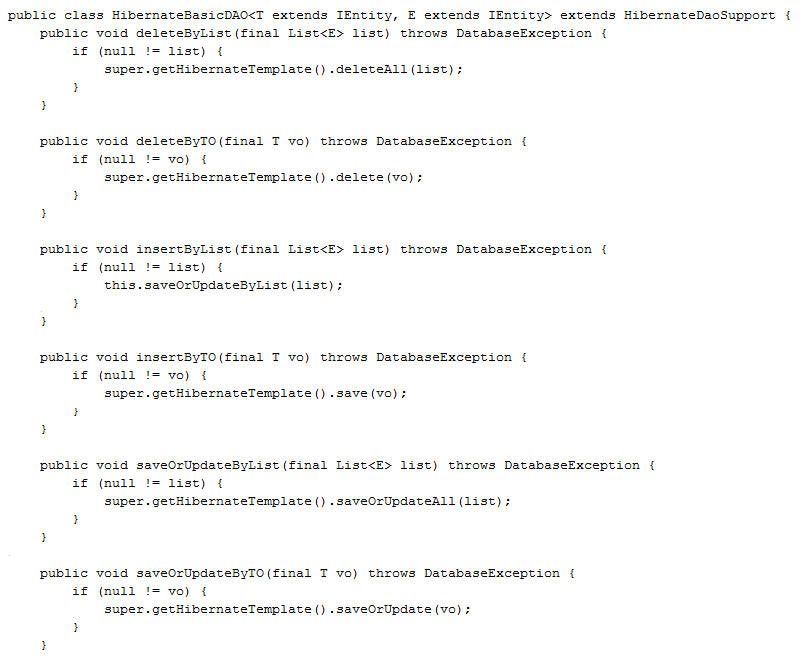 public class HibernateBasicDAO<T extends IEntity, E extends IEntity> extends HibernateDaoSupport {
    public void deleteByList(final List<E> list) throws DatabaseException {
        if (null != list) {
            super.getHibernateTemplate().deleteAll(list);
        }
    }

    public void deleteByTO(final T vo) throws DatabaseException {
        if (null != vo) {
            super.getHibernateTemplate().delete(vo);
        }
    }

    public void insertByList(final List<E> list) throws DatabaseException {
        if (null != list) {
            this.saveOrUpdateByList(list);
        }
    }

    public void insertByTO(final T vo) throws DatabaseException {
        if (null != vo) {
            super.getHibernateTemplate().save(vo);
        }
    }

    public void saveOrUpdateByList(final List<E> list) throws DatabaseException {
        if (null != list) {
            super.getHibernateTemplate().saveOrUpdateAll(list);
        }
    }

    public void saveOrUpdateByTO(final T vo) throws DatabaseException {
        if (null != vo) {
            super.getHibernateTemplate().saveOrUpdate(vo);
        }
    }